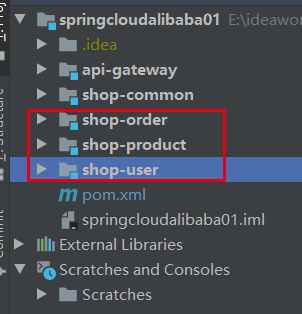 springcloudalibaba01 E:\ideawor
.idea
api-gateway
shop-common
shop-order
shop-product
shop-user
pom.xml
springcloudalibaba01.iml
External Libraries
Scratches and Consoles
Scratches